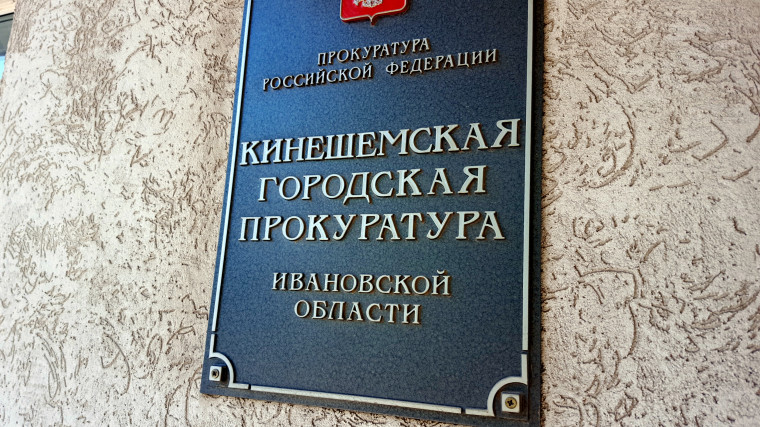 ПРОКУРАТУРА
РОССИЙСКОЙ ФЕДЕРАЦИИ
КИНЕШЕМСКАЯ
ГОРОДСКАЯ
ПРОКУРАТУРА
ИВАНОВСКОЙ
ОБЛАСТИ